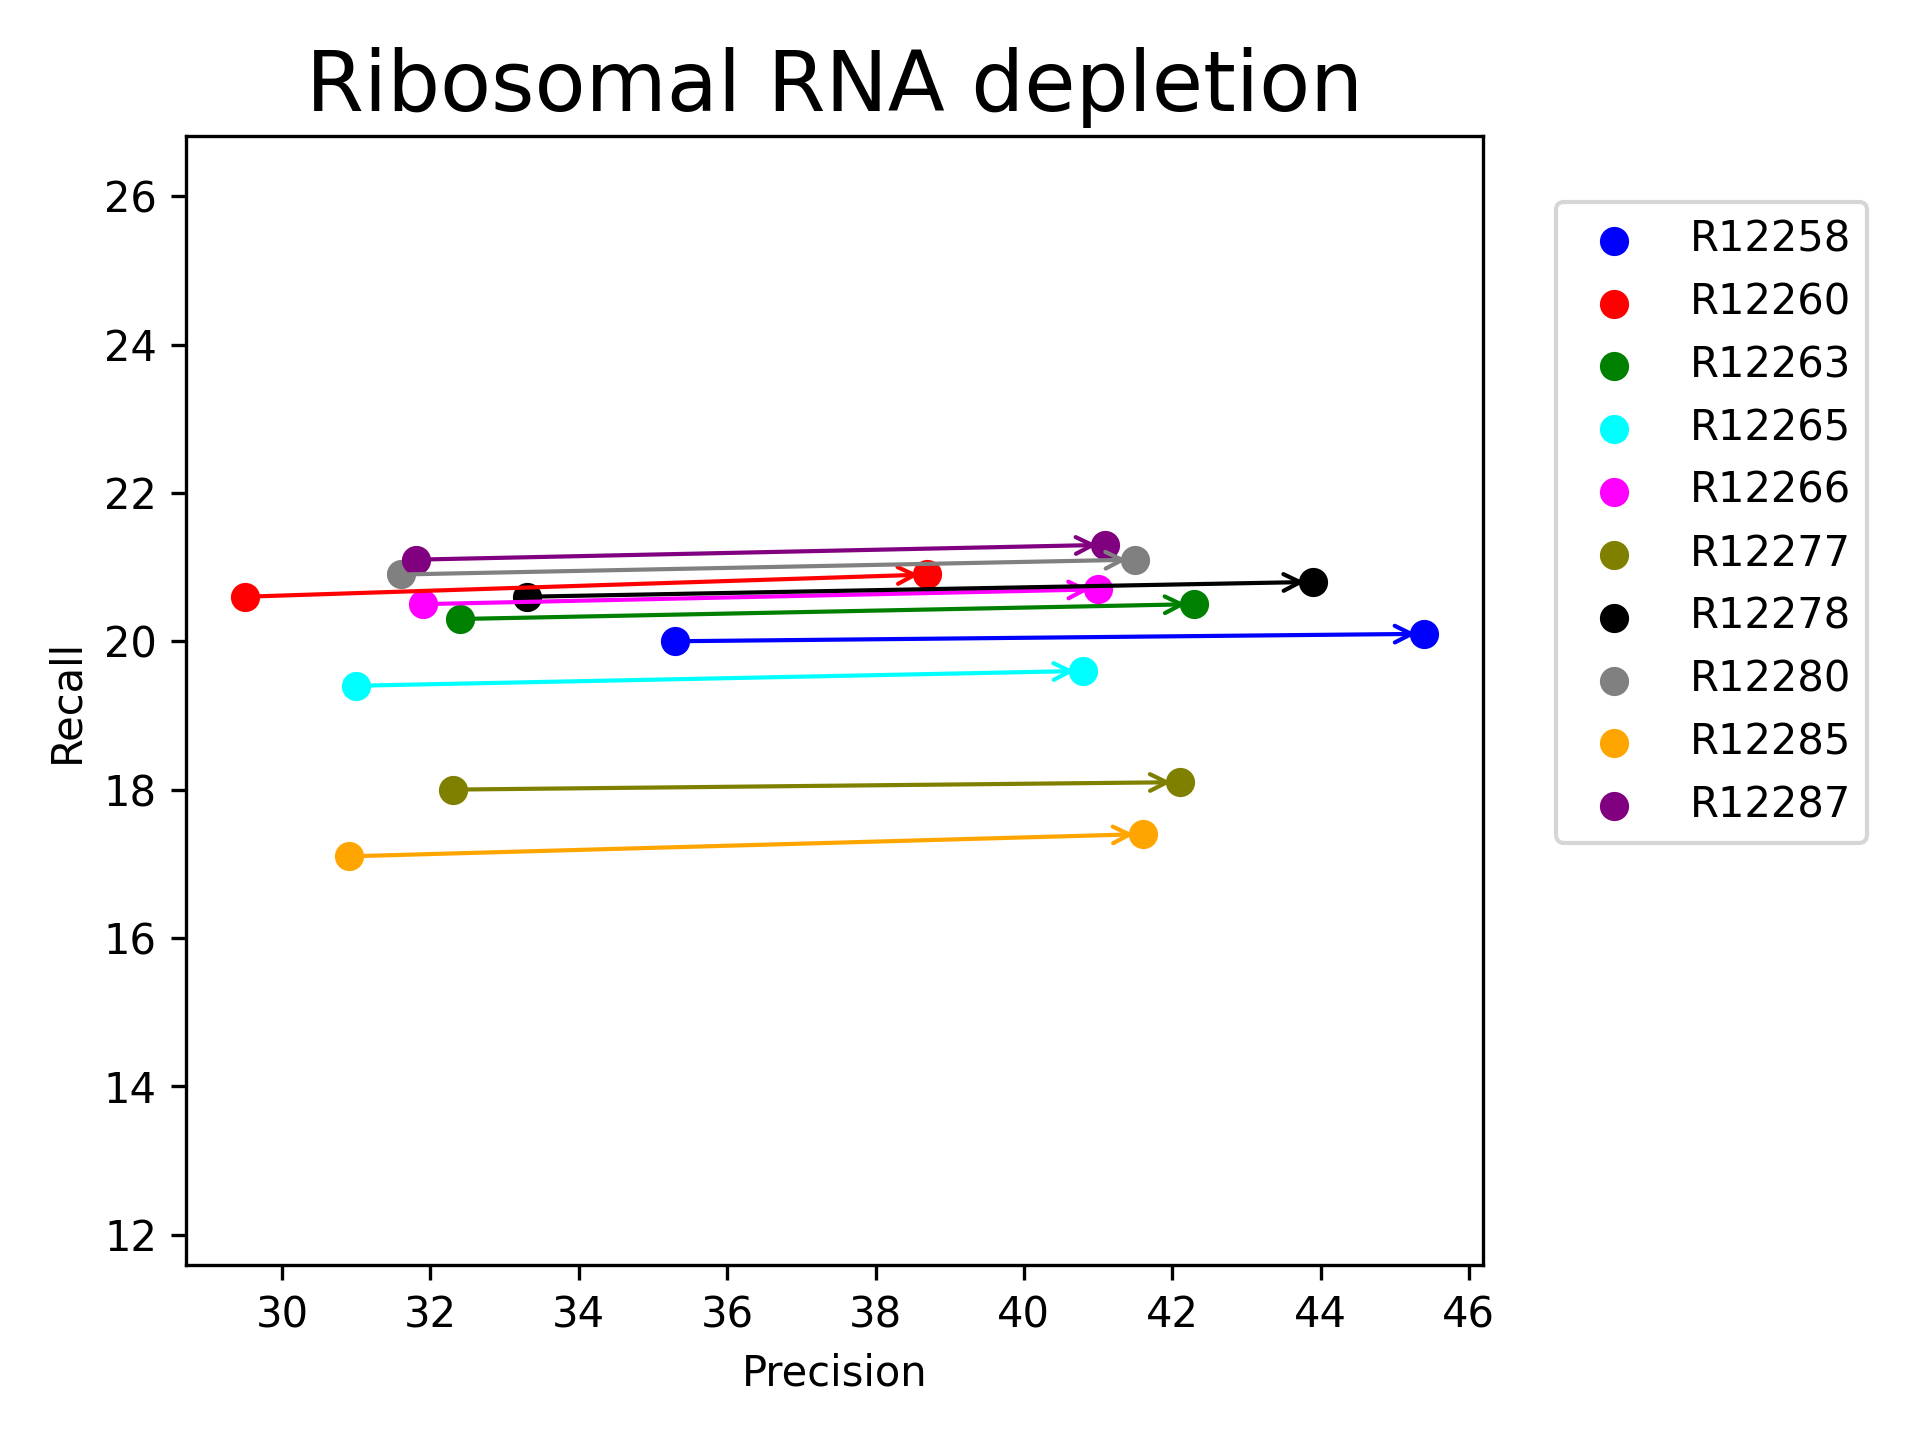 Ribosomal RNA depletion
26
24
22
20
18
16
14
12
Recall
30 32 34 36 38 40 42 44 46
Precision
R12258
R12260
R12263
R12265
R12266
R12277
R12278
R12280
R12285
R12287